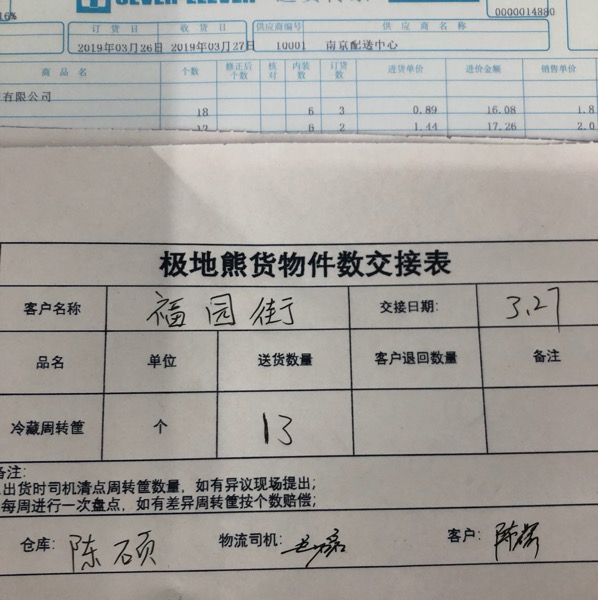 16%
0000014880
订货日 收货日 供应商编号 供应商名称
2019年03月26日 2019年03月27日 10001 南京配送中心
商品名 个数 修正后个数 核对 内装数 订货数 进货单价 进价金额 销售单价
有限公司
18 6 3 0.89 16.08 1.8
12 6 2 1.44 17.26 2.0
极地熊货物件数交接表
客户名称 福园街 交接日期: 3.27
品名 单位 送货数量 客户退回数量 备注
冷藏周转筐 个 13
备注:
出货时司机清点周转筐数量,如有异议现场提出;
每周进行一次盘点,如有差异周转筐按个数赔偿;
仓库: 陈硕 物流司机: 客户: